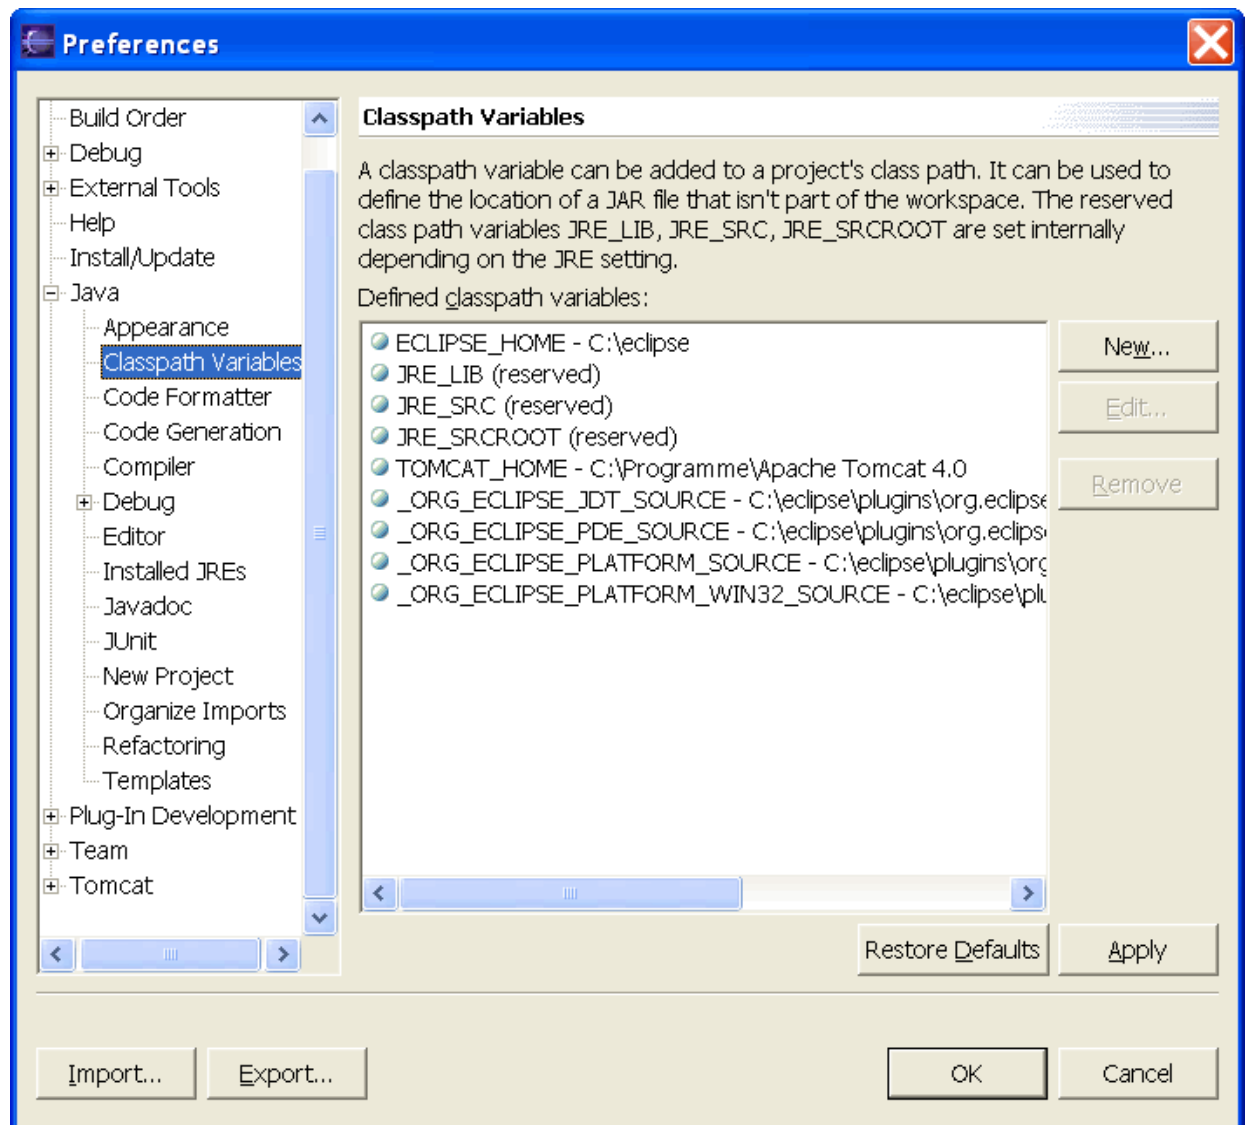 Preferences
Build Order
Debug
External Tools
Help
Install/Update
Java
Appearance
Classpath Variables
Code Formatter
Code Generation
Compiler
Debug
Editor
Installed JREs
Javadoc
JUnit
New Project
Organize Imports
Refactoring
Templates
Plug-In Development
Team
Tomcat
Classpath Variables
A classpath variable can be added to a project's class path. It can be used to
define the location of a JAR file that isn't part of the workspace. The reserved
class path variables JRE_LIB, JRE_SRC, JRE_SRCROOT are set internally
depending on the JRE setting.
Defined classpath variables:
ECLIPSE_HOME - C:\eclipse
JRE_LIB (reserved)
JRE_SRC (reserved)
JRE_SRCROOT (reserved)
TOMCAT_HOME - C:\Programme\Apache Tomcat 4.0
_ORG_ECLIPSE_JDT_SOURCE - C:\eclipse\plugins\org.eclipse
_ORG_ECLIPSE_PDE_SOURCE - C:\eclipse\plugins\org.eclips
_ORG_ECLIPSE_PLATFORM_SOURCE - C:\eclipse\plugins\org
_ORG_ECLIPSE_PLATFORM_WIN32_SOURCE - C:\eclipse\plu
New...
Edit...
Remove
Restore Defaults
Apply
Import...
Export...
OK
Cancel